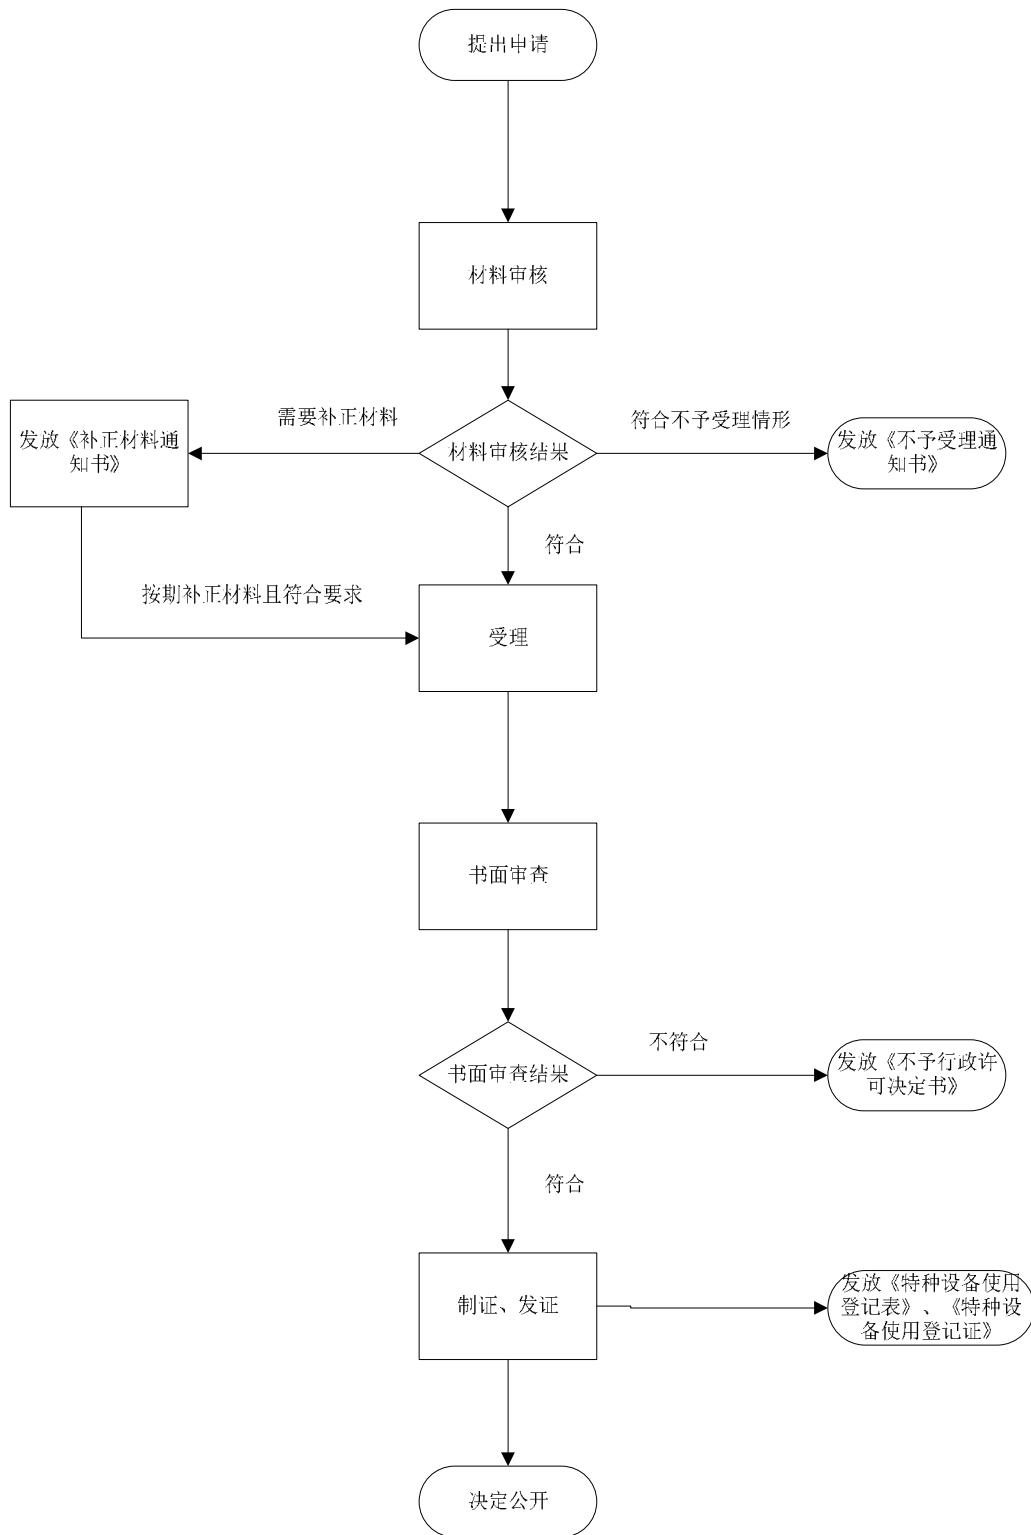 提出申请
材料审核
需要补正材料
符合不予受理情形
发放《补正材料通
知书》
材料审核结果
发放《不予受理通
知书》
符合
按期补正材料且符合要求
受理
书面审查
不符合
书面审查结果
发放《不予行政许
可决定书》
符合
制证、发证
发放《特种设备使用
登记表》、《特种设
备使用登记证》
决定公开